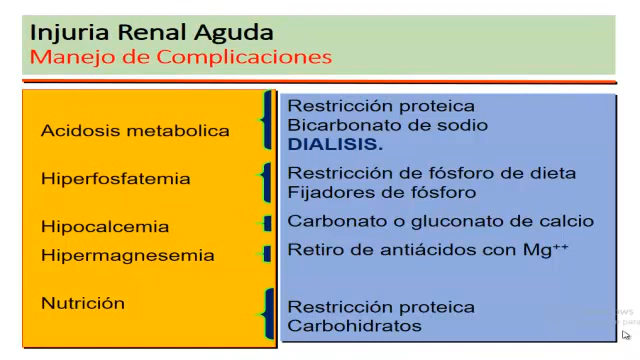 Injuria Renal Aguda
Manejo de Complicaciones
Acidosis metabolica
Restricción proteica
Bicarbonato de sodio
DIALISIS.
Hiperfosfatemia
Restricción de fósforo de dieta
Fijadores de fósforo
Hipocalcemia
Carbonato o gluconato de calcio
Hipermagnesemia
Retiro de antiácidos con Mg⁺⁺
Nutrición
Restricción proteica
Carbohidratos